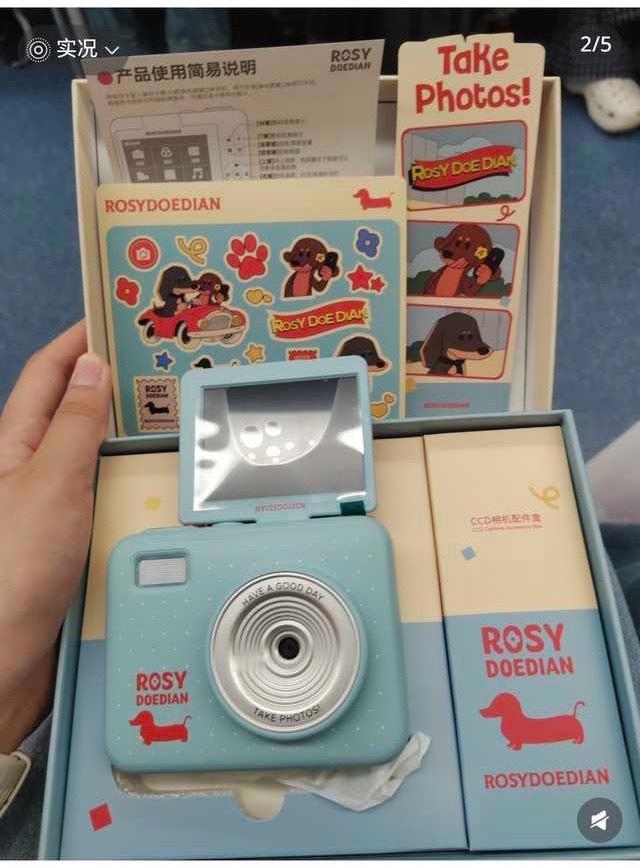 实况
2/5
产品使用简易说明
ROSY
DOEDIAN
Take
Photos!
ROSY DOE DIAN
ROSYDOEDIAN
ROSY DOE DIAN
ROSY
DOEDIAN
ROSYDOEDIAN
HAVE A GOOD DAY
TAKE PHOTOS!
ROSY
DOEDIAN
CCD相机配件盒
CCD Camera Accessory Box
ROSY
DOEDIAN
ROSYDOEDIAN